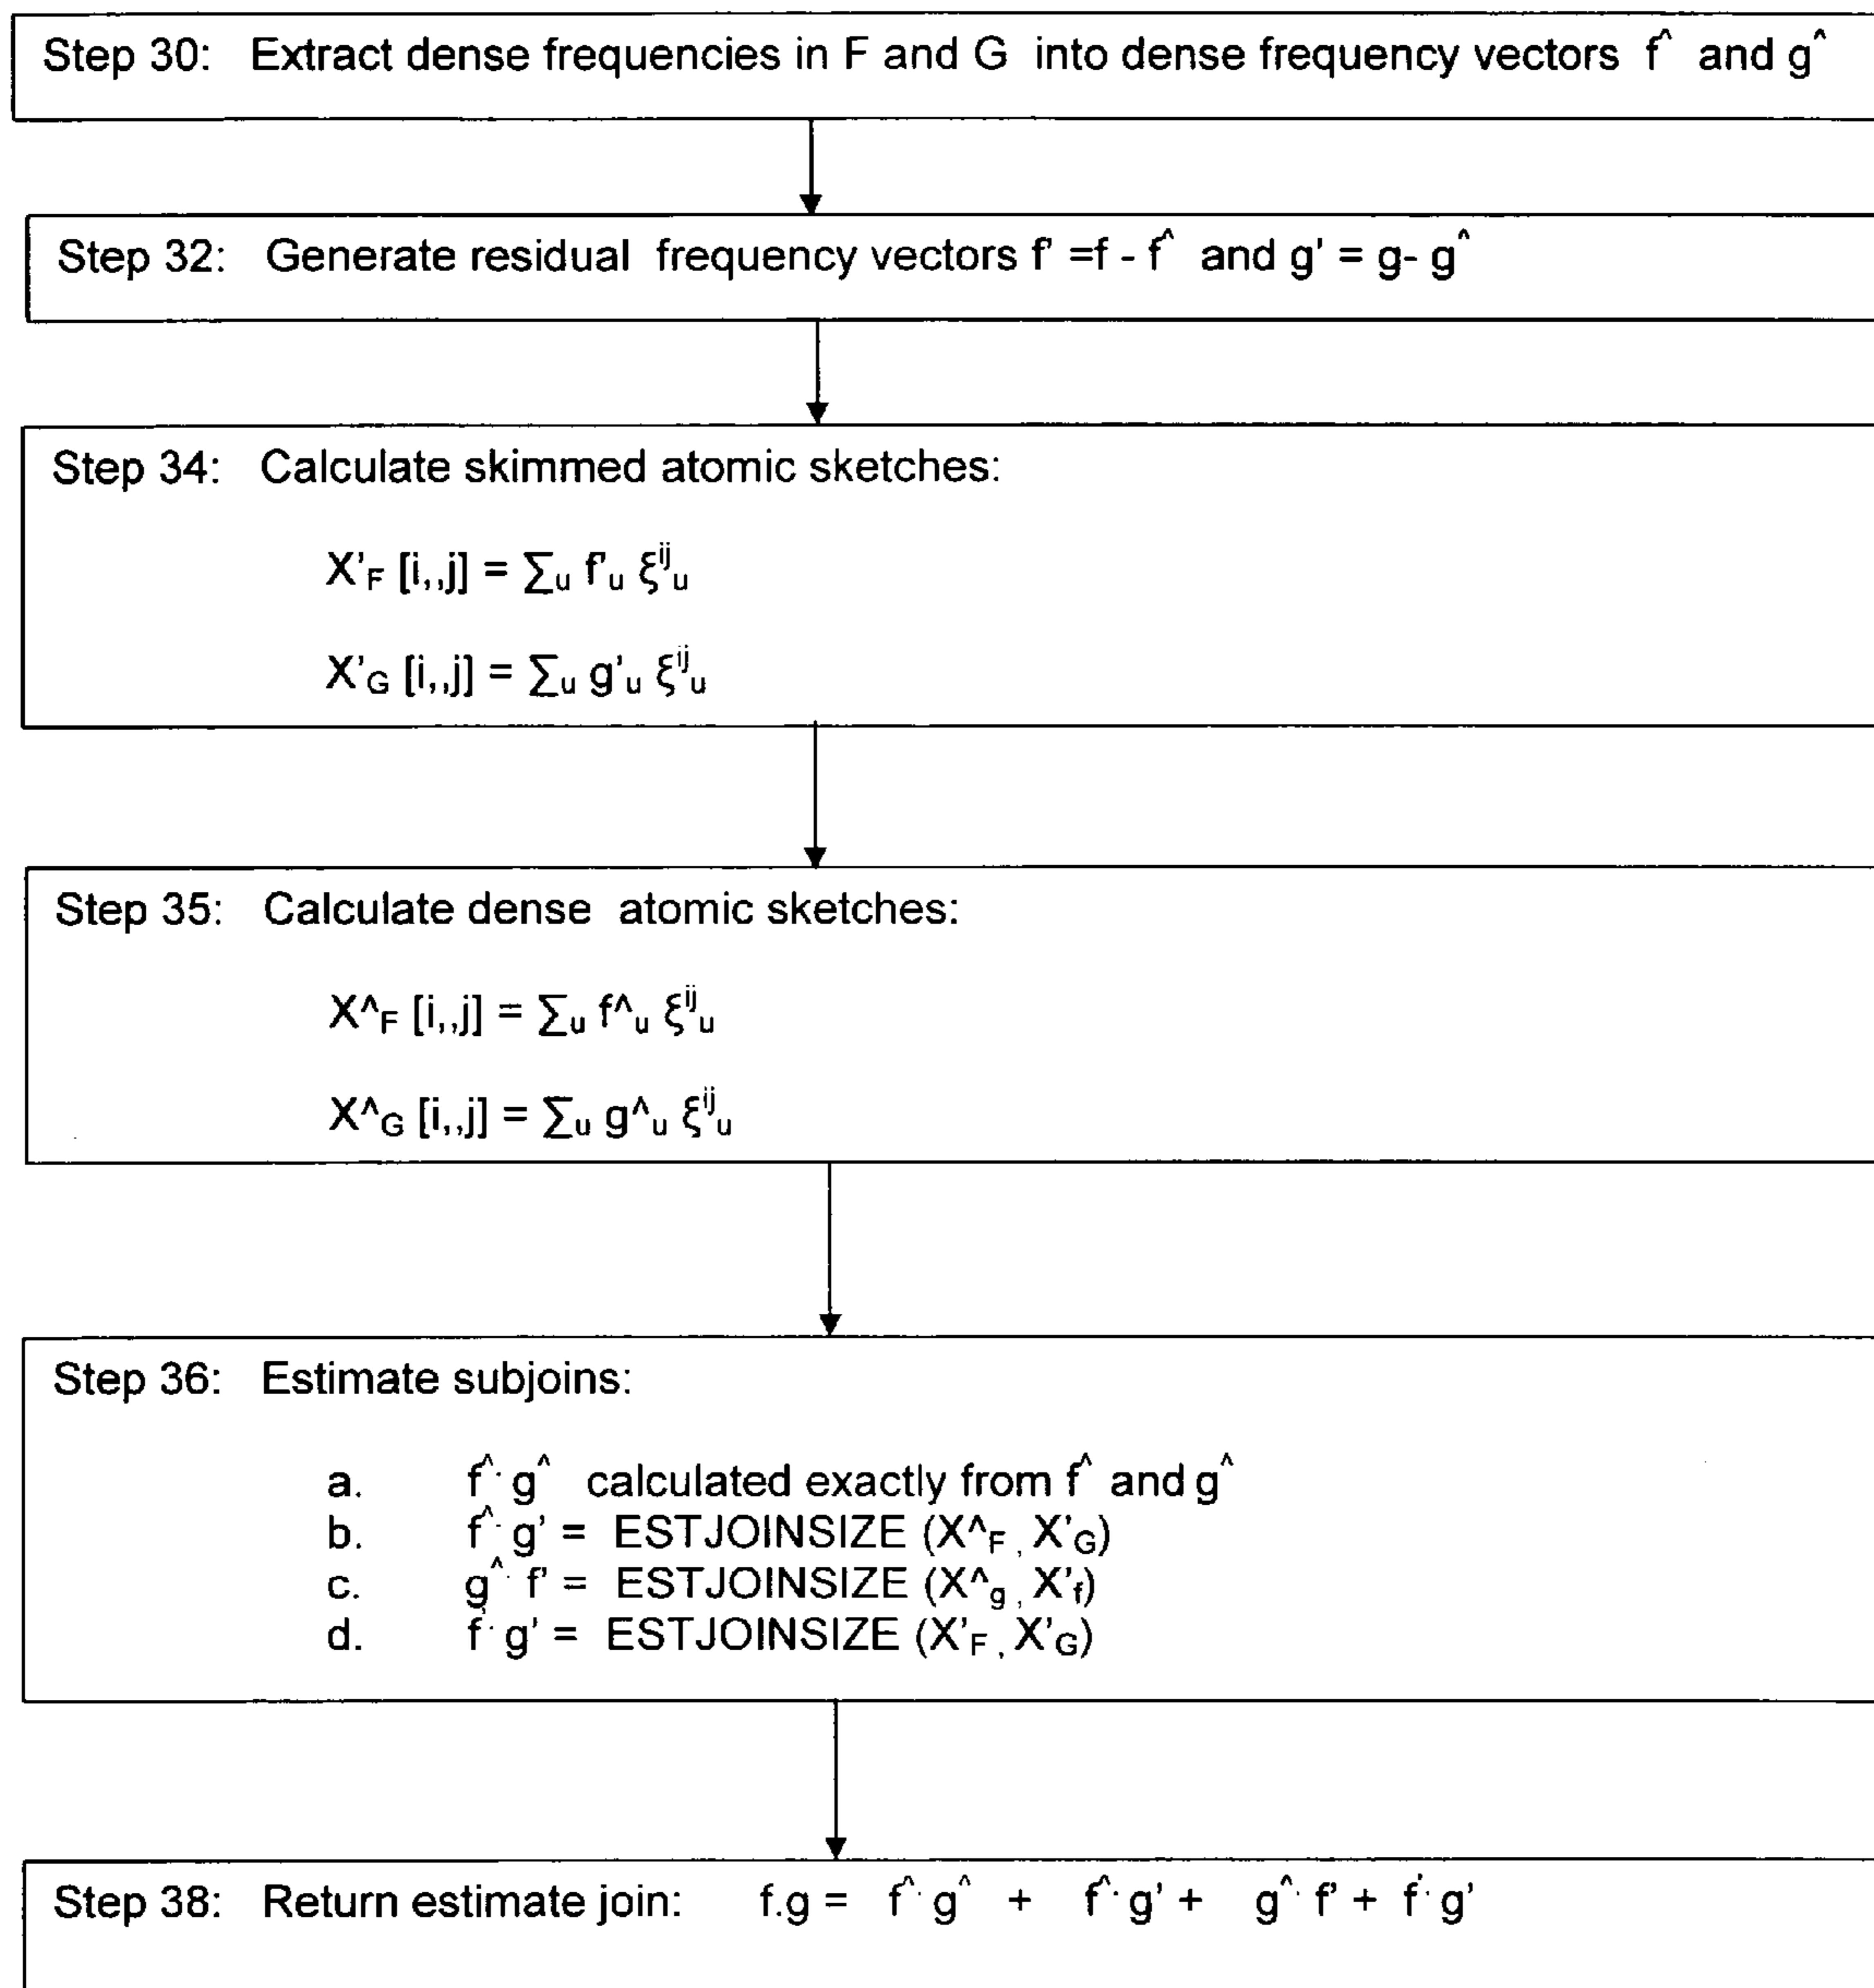 Step 30: Extract dense frequencies in F and G into dense frequency vectors f^ and g^
Step 32: Generate residual frequency vectors f' =f - f^ and g' = g- g^
Step 34: Calculate skimmed atomic sketches:
X'F [i,,j] = ∑u f'u ξiju
X'G [i,,j] = ∑u g'u ξiju
Step 35: Calculate dense atomic sketches:
X^F [i,,j] = ∑u f^u ξiju
X^G [i,,j] = ∑u g^u ξiju
Step 36: Estimate subjoins:
a. f^· g^ calculated exactly from f^ and g^
b. f^· g' = ESTJOINSIZE (X^F , X'G)
c. g^· f' = ESTJOINSIZE (X^g , X'f)
d. f'· g' = ESTJOINSIZE (X'F , X'G)
Step 38: Return estimate join: f.g = f^· g^ + f^· g' + g^· f' + f'· g'